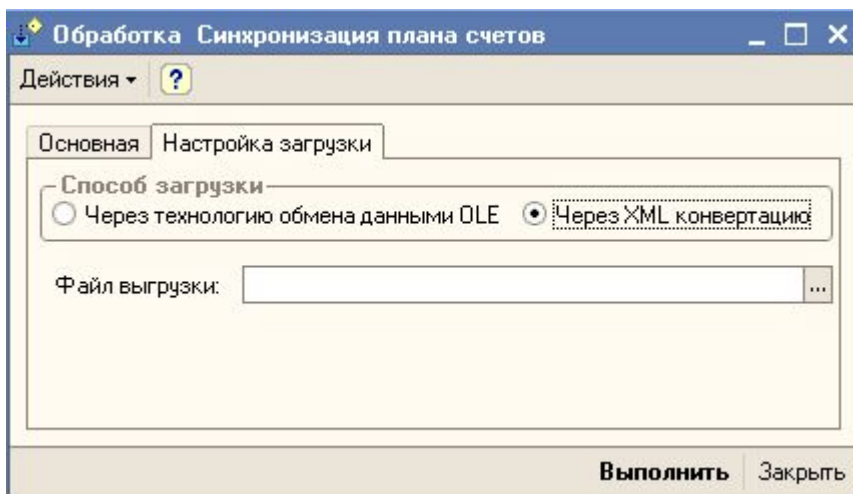 Обработка Синхронизация плана счетов
Действия ?
Основная Настройка загрузки
Способ загрузки
Через технологию обмена данными OLE Через XML конвертацию
Файл выгрузки: ...
Выполнить Закрыть